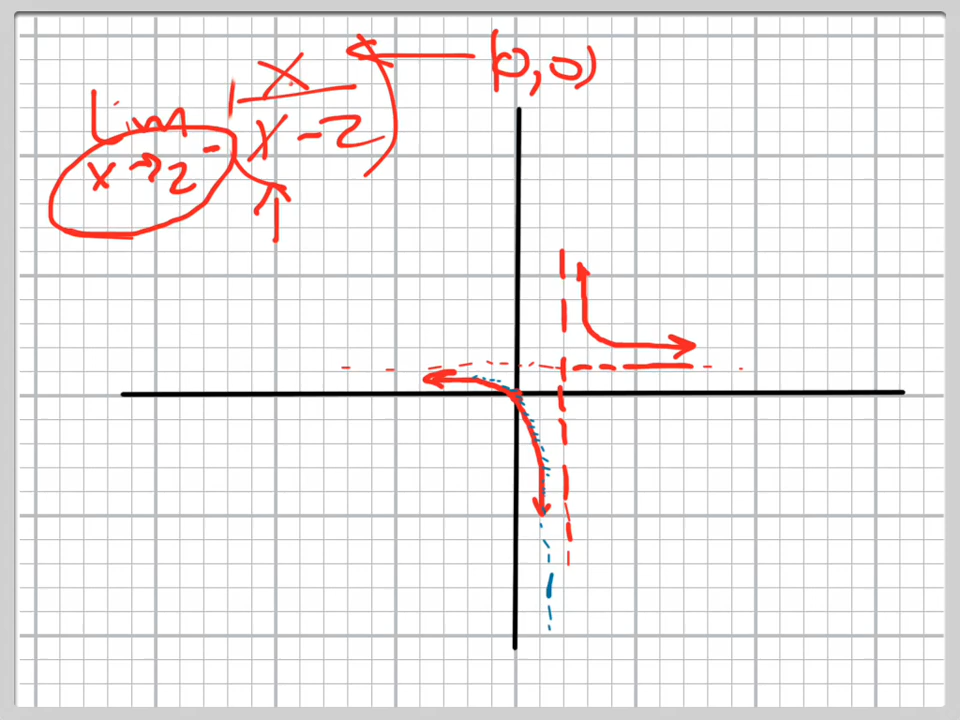 lim x→2⁻ (x/(x-2))
(0,0)